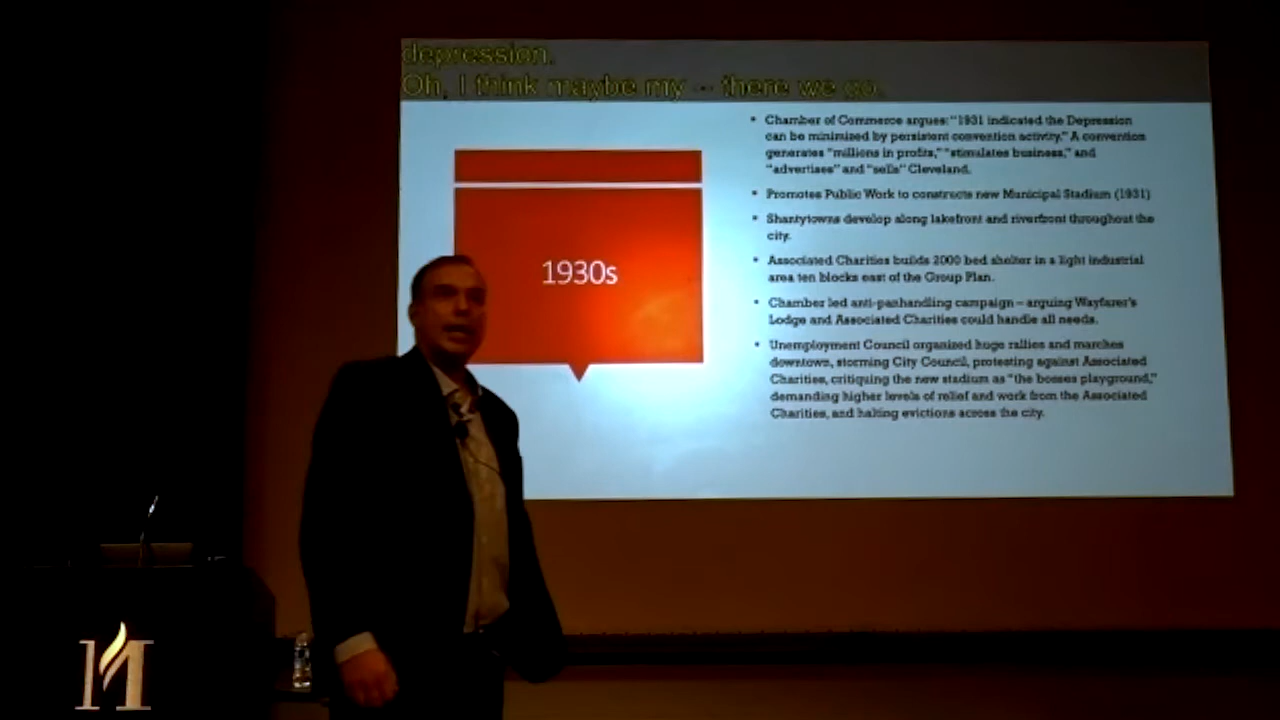 depression.
Oh, I think maybe my -- there we go.
1930s
• Chamber of Commerce argues: "1931 indicated the Depression
can be minimized by persistent convention activity." A convention
generates "millions in profits," "stimulates business," and
"advertises" and "sells" Cleveland.
• Promotes Public Work to constructs new Municipal Stadium (1931)
• Shantytowns develop along lakefront and riverfront throughout the
city.
• Associated Charities builds 2000 bed shelter in a light industrial
area ten blocks east of the Group Plan.
• Chamber led anti-panhandling campaign – arguing Wayfarer's
Lodge and Associated Charities could handle all needs.
• Unemployment Council organized huge rallies and marches
downtown, storming City Council, protesting against Associated
Charities, critiquing the new stadium as "the bosses playground,"
demanding higher levels of relief and work from the Associated
Charities, and halting evictions across the city.
M